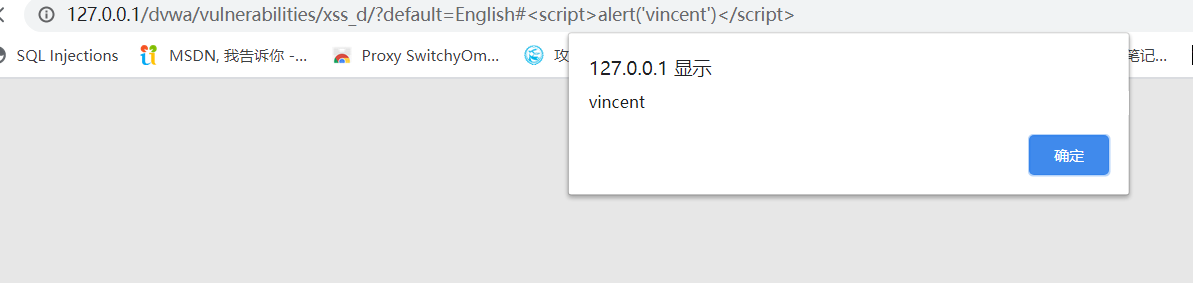 127.0.0.1/dvwa/vulnerabilities/xss_d/?default=English#<script>alert('vincent')</script>
SQL Injections MSDN, 我告诉你 -... Proxy SwitchyOm... 攻 笔记...
127.0.0.1 显示
vincent
确定